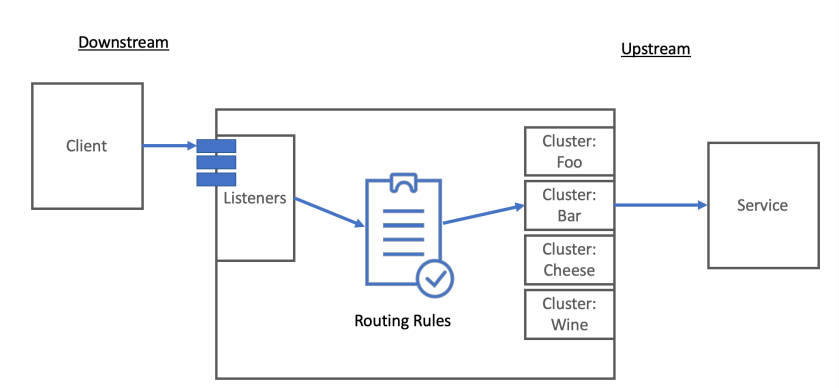 Downstream
Upstream
Client
Listeners
Routing Rules
Cluster:
Foo
Cluster:
Bar
Cluster:
Cheese
Cluster:
Wine
Service